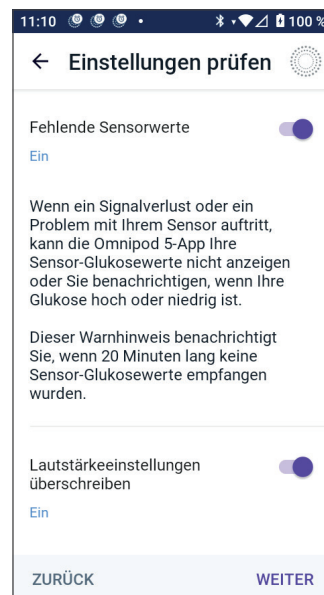 11:10 100 %
Einstellungen prüfen
Fehlende Sensorwerte
Ein
Wenn ein Signalverlust oder ein
Problem mit Ihrem Sensor auftritt,
kann die Omnipod 5-App Ihre
Sensor-Glukosewerte nicht anzeigen
oder Sie benachrichtigen, wenn Ihre
Glukose hoch oder niedrig ist.
Dieser Warnhinweis benachrichtigt
Sie, wenn 20 Minuten lang keine
Sensor-Glukosewerte empfangen
wurden.
Lautstärkeeinstellungen
überschreiben
Ein
ZURÜCK WEITER